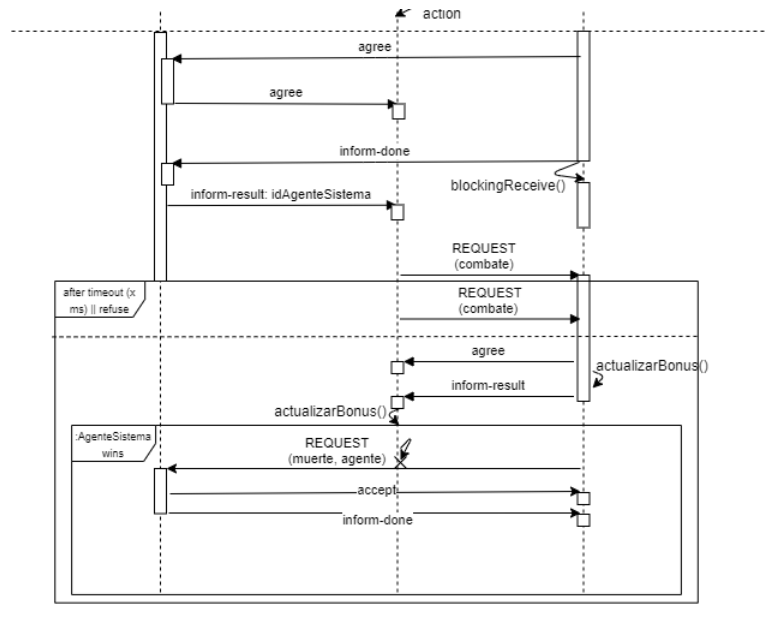 action
agree
agree
inform-done
blockingReceive()
inform-result: idAgenteSistema
REQUEST
(combate)
after timeout (x
ms) || refuse
REQUEST
(combate)
agree
actualizarBonus()
inform-result
actualizarBonus()
:AgenteSistema
wins
REQUEST
(muerte, agente)
accept
inform-done